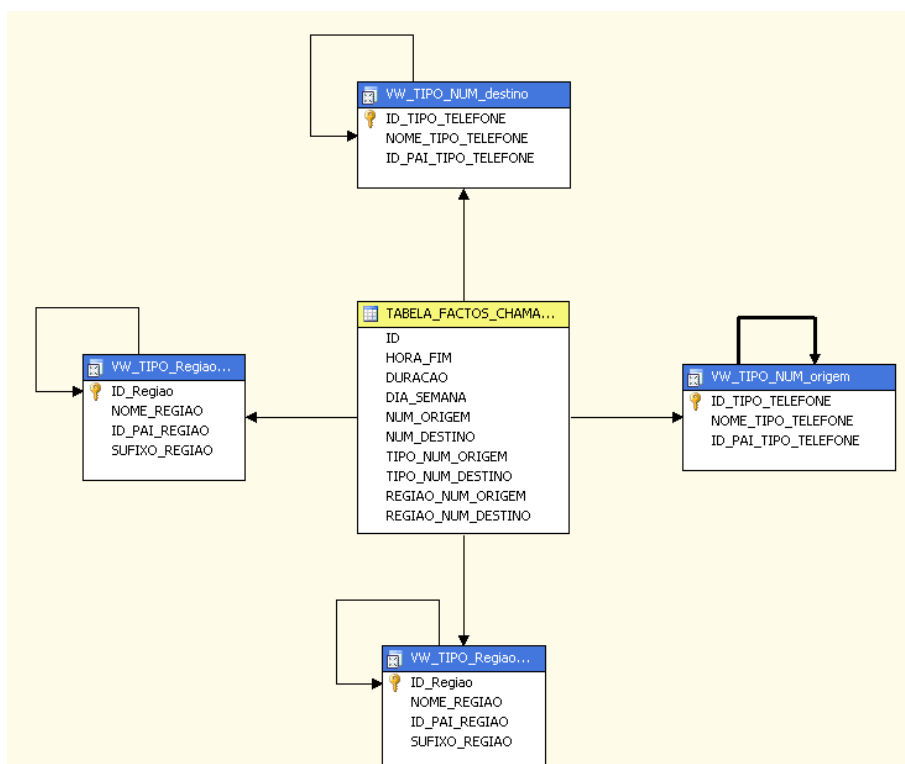 VW_TIPO_NUM_destino
ID_TIPO_TELEFONE
NOME_TIPO_TELEFONE
ID_PAI_TIPO_TELEFONE
TABELA_FACTOS_CHAMA...
ID
HORA_FIM
DURACAO
DIA_SEMANA
NUM_ORIGEM
NUM_DESTINO
TIPO_NUM_ORIGEM
TIPO_NUM_DESTINO
REGIAO_NUM_ORIGEM
REGIAO_NUM_DESTINO
VW_TIPO_Regiao...
ID_Regiao
NOME_REGIAO
ID_PAI_REGIAO
SUFIXO_REGIAO
VW_TIPO_NUM_origem
ID_TIPO_TELEFONE
NOME_TIPO_TELEFONE
ID_PAI_TIPO_TELEFONE
VW_TIPO_Regiao...
ID_Regiao
NOME_REGIAO
ID_PAI_REGIAO
SUFIXO_REGIAO